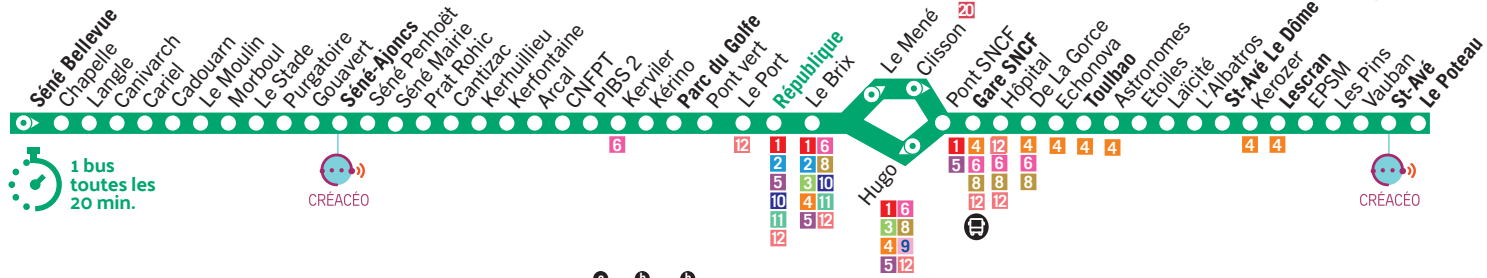 Séné Bellevue
Chapelle
Langle
Canivarch
Cariel
Cadouarn
Le Moulin
Morboul
Le Stade
Purgatoire
Gouavert
Séné-Ajoncs
Séné Penhoët
Séné Mairie
Prat Rohic
Cantizac
Kerhuillieu
Kerfontaine
Arcal
CNFPT
PIBS 2
Kerviler
Kérino
Parc du Golfe
Pont vert
Le Port
République
Le Brix
Le Mené
Clisson
20
Pont SNCF
Gare SNCF
Hôpital
De La Gorce
Echonova
Toulbao
Astronomes
Etoiles
Laïcité
L'Albatros
St-Avé Le Dôme
Kerozer
Lescran
EPSM
Les Pins
Vauban
St-Avé
Le Poteau
1 bus
toutes les
20 min.
CRÉACÉO
6
12
1
2
5
10
11
12
1 6
2 8
3 10
4 11
5 12
Hugo
1 6
3 8
4 9
5 12
1
5
4
6
8
12
12
6
8
12
4
6
8
4
4
4
4
4
CRÉACÉO